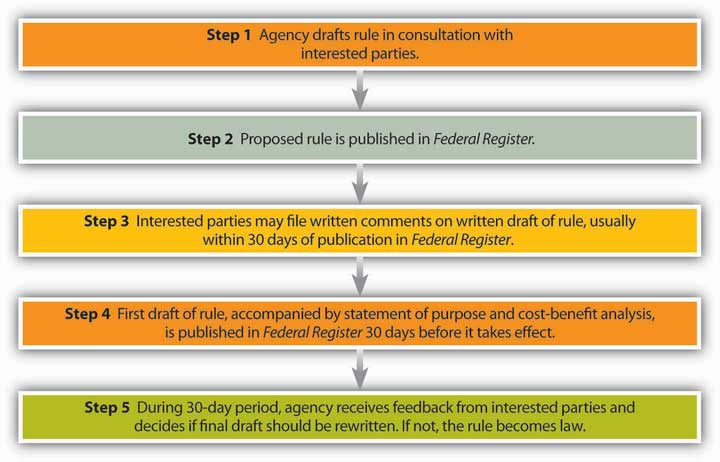 Step 1 Agency drafts rule in consultation with
interested parties.
Step 2 Proposed rule is published in Federal Register.
Step 3 Interested parties may file written comments on written draft of rule, usually
within 30 days of publication in Federal Register.
Step 4 First draft of rule, accompanied by statement of purpose and cost-benefit analysis,
is published in Federal Register 30 days before it takes effect.
Step 5 During 30-day period, agency receives feedback from interested parties and
decides if final draft should be rewritten. If not, the rule becomes law.